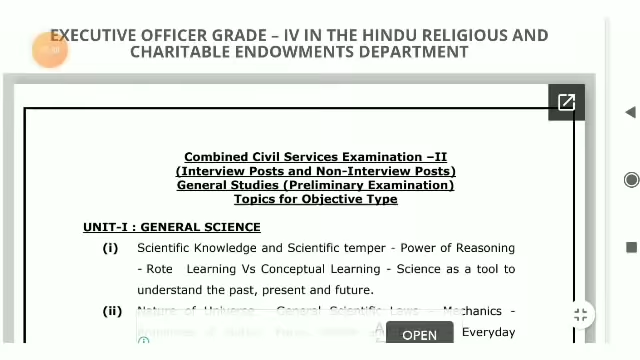 EXECUTIVE OFFICER GRADE – IV IN THE HINDU RELIGIOUS AND
CHARITABLE ENDOWMENTS DEPARTMENT
Combined Civil Services Examination –II
(Interview Posts and Non-Interview Posts)
General Studies (Preliminary Examination)
Topics for Objective Type
UNIT-I : GENERAL SCIENCE
(i) Scientific Knowledge and Scientific temper - Power of Reasoning
- Rote Learning Vs Conceptual Learning - Science as a tool to
understand the past, present and future.
(ii) Nature of Universe - General Scientific Laws – Mechanics -
Everyday
OPEN